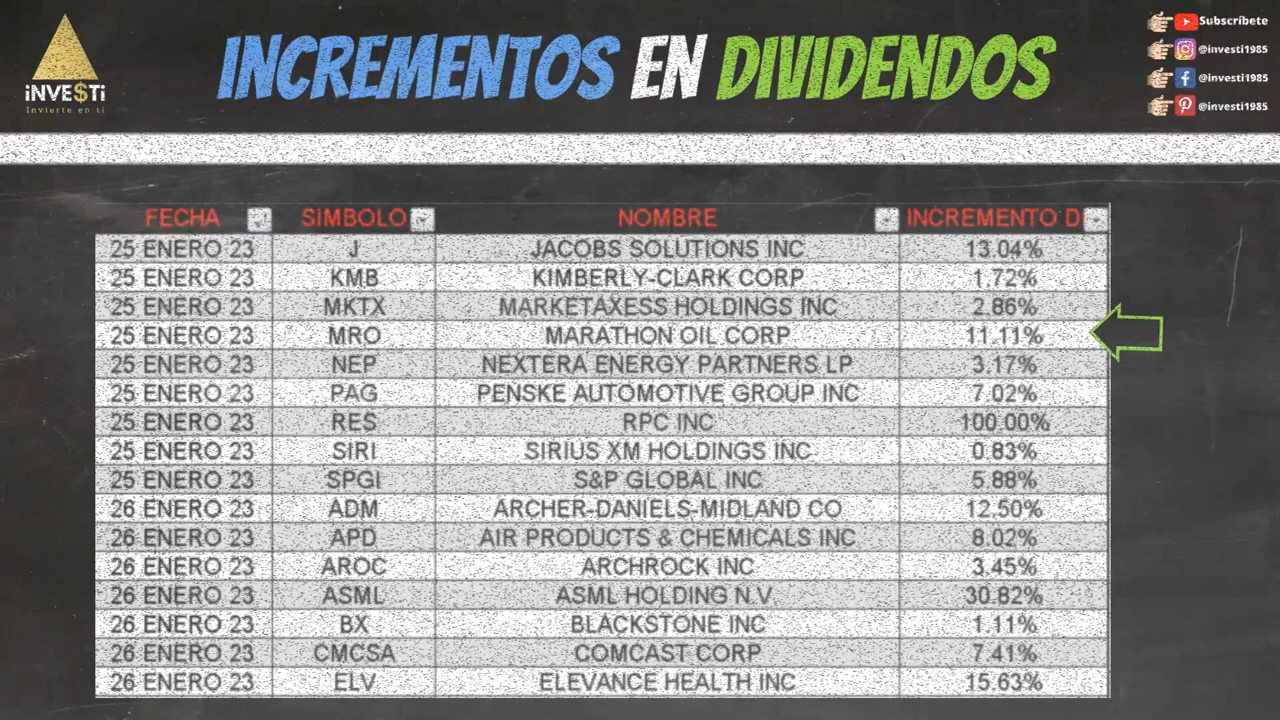 iNVE$Ti
Invierte en ti
INCREMENTOS EN DIVIDENDOS
Subscríbete
@investi1985
@investi1985
@investi1985
FECHA SIMBOLO NOMBRE INCREMENTO D
25 ENERO 23 J JACOBS SOLUTIONS INC 13.04%
25 ENERO 23 KMB KIMBERLY-CLARK CORP 1.72%
25 ENERO 23 MKTX MARKETAXESS HOLDINGS INC 2.86%
25 ENERO 23 MRO MARATHON OIL CORP 11.11%
25 ENERO 23 NEP NEXTERA ENERGY PARTNERS LP 3.17%
25 ENERO 23 PAG PENSKE AUTOMOTIVE GROUP INC 7.02%
25 ENERO 23 RES RPC INC 100.00%
25 ENERO 23 SIRI SIRIUS XM HOLDINGS INC 0.83%
25 ENERO 23 SPGI S&P GLOBAL INC 5.88%
26 ENERO 23 ADM ARCHER-DANIELS-MIDLAND CO 12.50%
26 ENERO 23 APD AIR PRODUCTS & CHEMICALS INC 8.02%
26 ENERO 23 AROC ARCHROCK INC 3.45%
26 ENERO 23 ASML ASML HOLDING N.V. 30.82%
26 ENERO 23 BX BLACKSTONE INC 1.11%
26 ENERO 23 CMCSA COMCAST CORP 7.41%
26 ENERO 23 ELV ELEVANCE HEALTH INC 15.63%